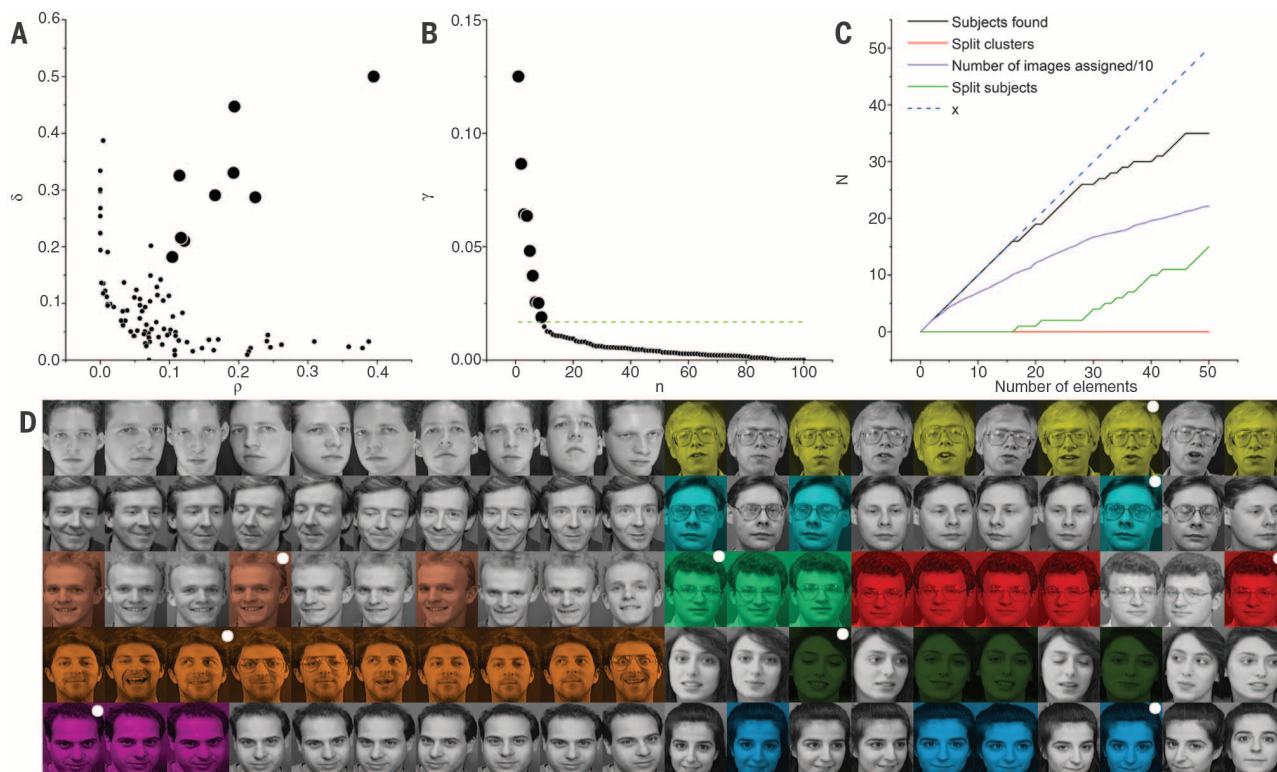 A
0.6
0.5
0.4
0.3
0.2
0.1
0.0
δ
0.0 0.1 0.2 0.3 0.4
ρ
B
0.15
0.10
0.05
0.00
γ
0 20 40 60 80 100
n
C
50
40
30
20
10
0
N
Subjects found
Split clusters
Number of images assigned/10
Split subjects
x
0 10 20 30 40 50
Number of elements
D